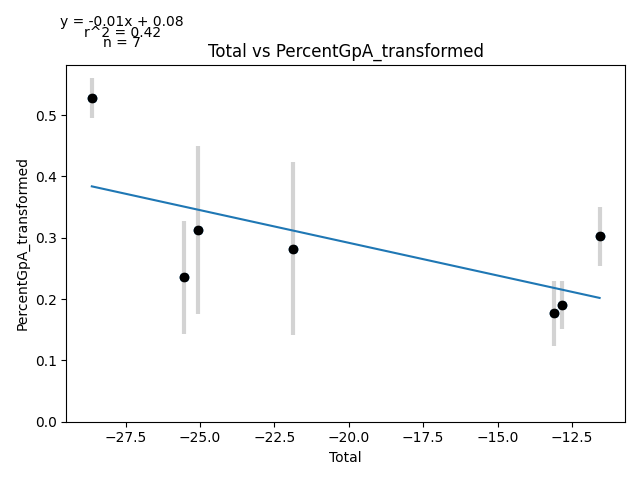 y = -0.01x + 0.08
r^2 = 0.42
n = 7
Total vs PercentGpA_transformed
PercentGpA_transformed
0.5
0.4
0.3
0.2
0.1
0.0
−27.5 −25.0 −22.5 −20.0 −17.5 −15.0 −12.5
Total